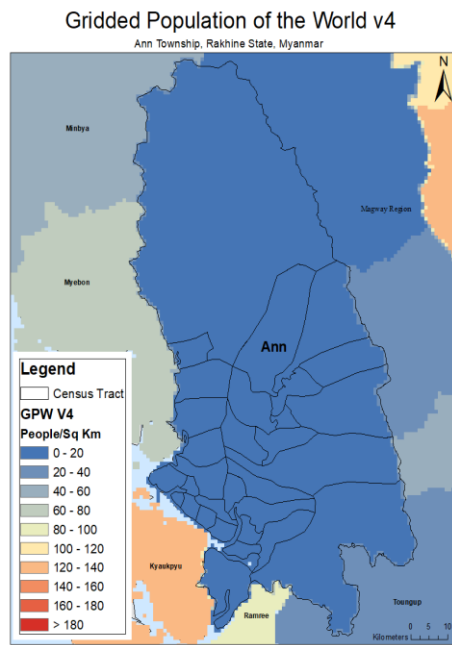 Gridded Population of the World v4
Ann Township, Rakhine State, Myanmar
N
Minbya
Magway Region
Myebon
Ann
Legend
Census Tract
GPW V4
People/Sq Km
0 - 20
20 - 40
40 - 60
60 - 80
80 - 100
100 - 120
120 - 140
140 - 160
160 - 180
> 180
Kyaukpyu
Ramree
Toungup
0 5 10
Kilometers